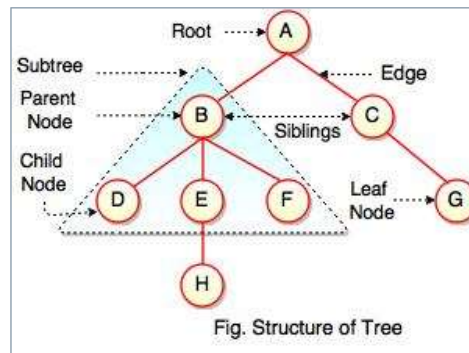 Root
A
Subtree
Edge
Parent
Node
B
Siblings
C
Child
Node
D
E
F
Leaf
Node
G
H
Fig. Structure of Tree